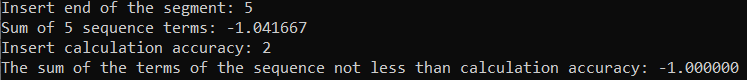 Insert end of the segment: 5
Sum of 5 sequence terms: -1.041667
Insert calculation accuracy: 2
The sum of the terms of the sequence not less than calculation accuracy: -1.000000